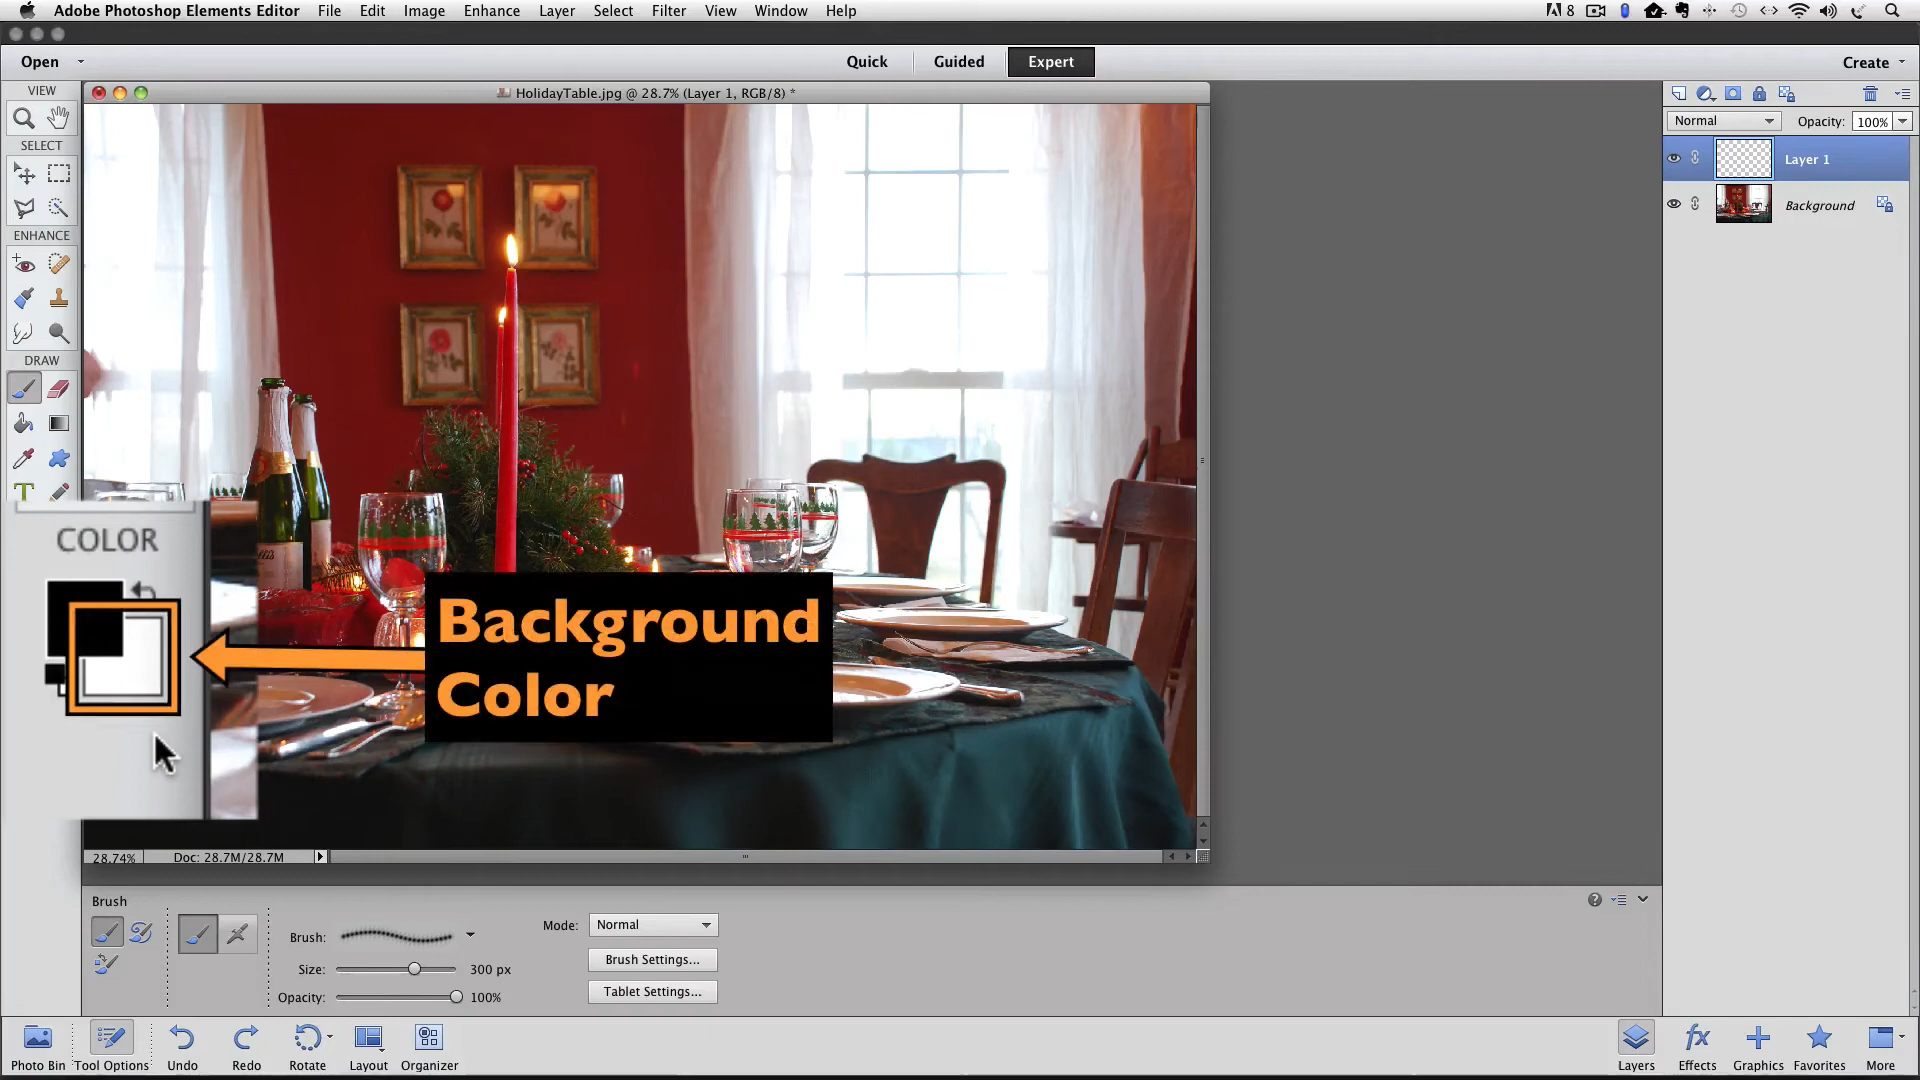 Adobe Photoshop Elements Editor File Edit Image Enhance Layer Select Filter View Window Help 8
Open Quick Guided Expert Create
VIEW
HolidayTable.jpg @ 28.7% (Layer 1, RGB/8) *
Normal Opacity: 100%
SELECT
Layer 1
Background
ENHANCE
DRAW
T
COLOR
Background
Color
28.74% Doc: 28.7M/28.7M
Brush
Brush: Mode: Normal
Brush Settings...
Size: 300 px
Tablet Settings...
Opacity: 100%
Photo Bin Tool Options Undo Redo Rotate Layout Organizer Layers fx Effects Graphics Favorites More